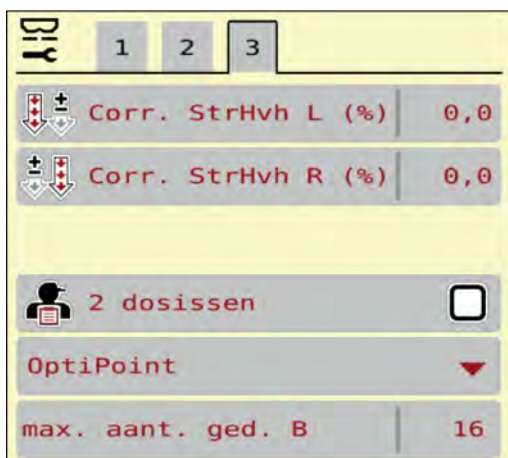 1 2 3
Corr. StrHvh L (%) 0,0
Corr. StrHvh R (%) 0,0
2 dosissen
OptiPoint
max. aant. ged. B 16